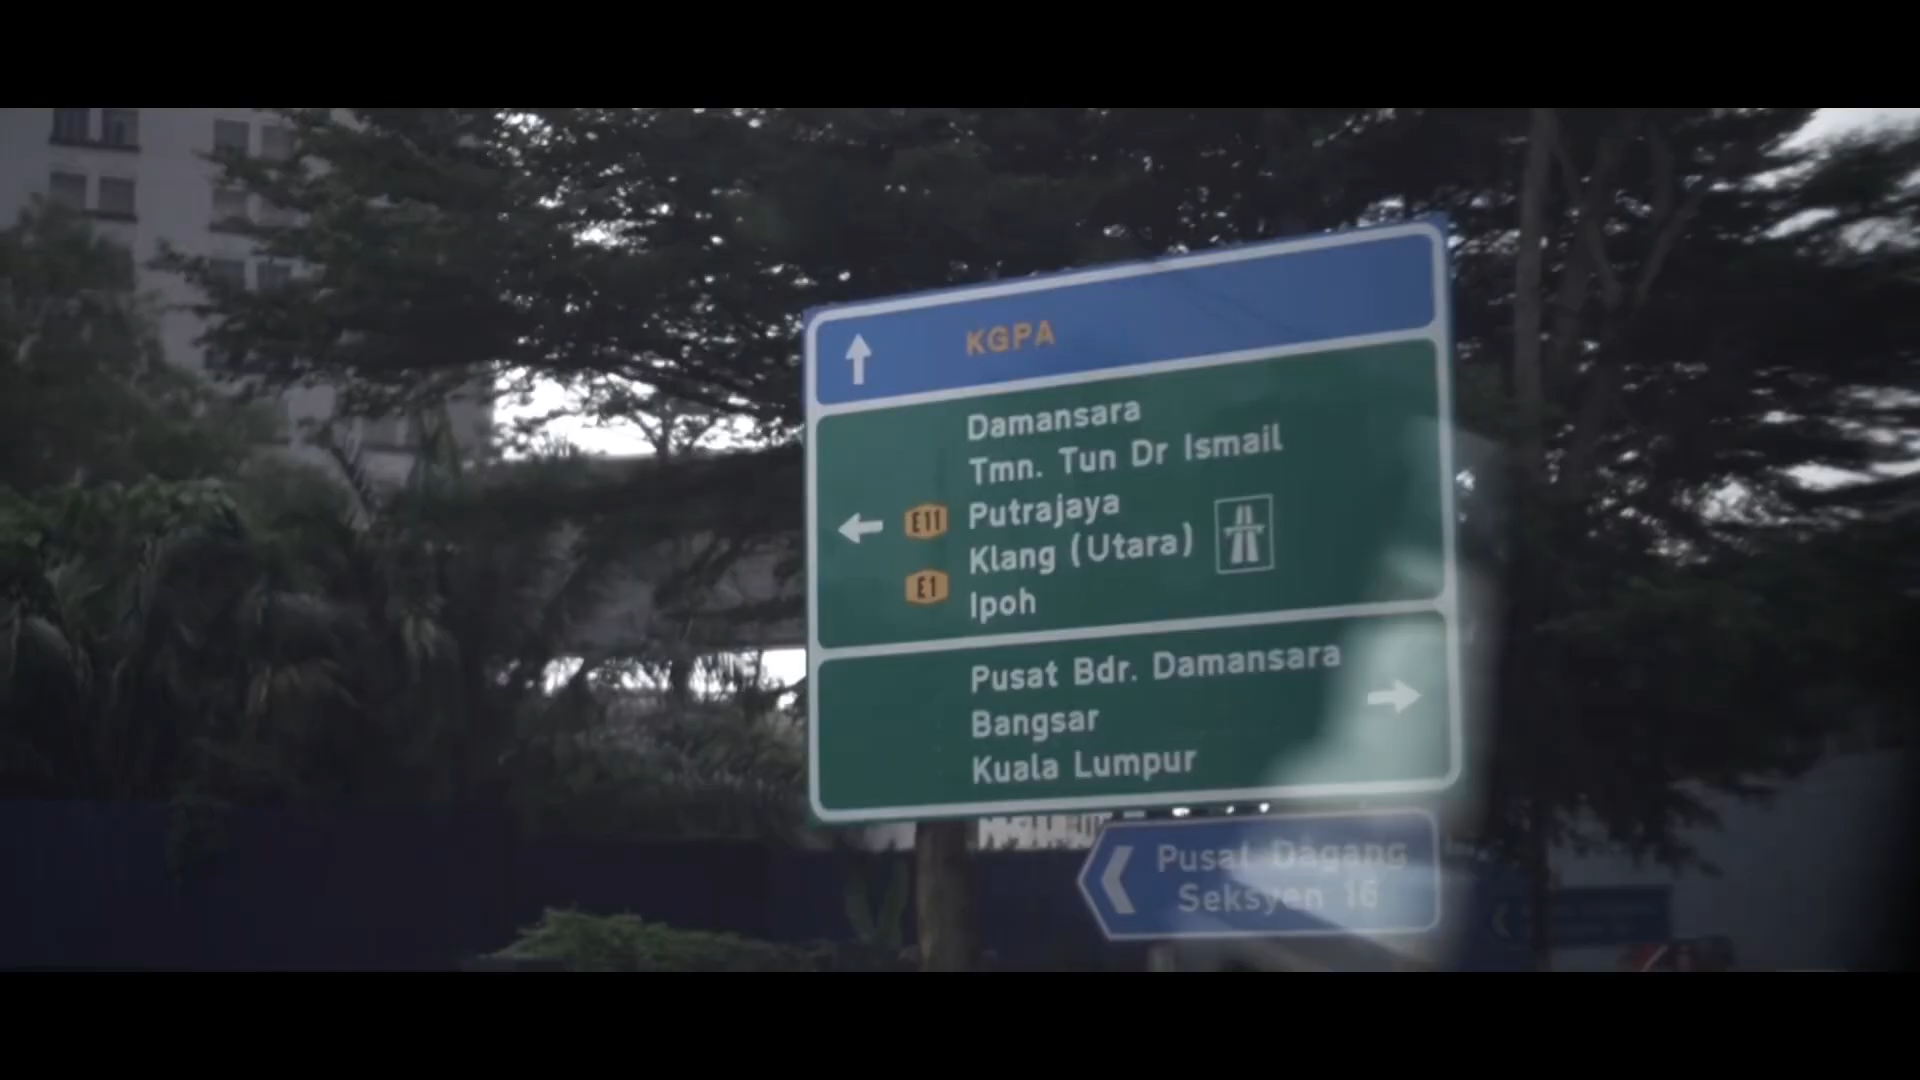 KGPA
Damansara
Tmn. Tun Dr Ismail
E11 Putrajaya
Klang (Utara)
E1 Ipoh
Pusat Bdr. Damansara
Bangsar
Kuala Lumpur
Pusat Dagang
Seksyen 16